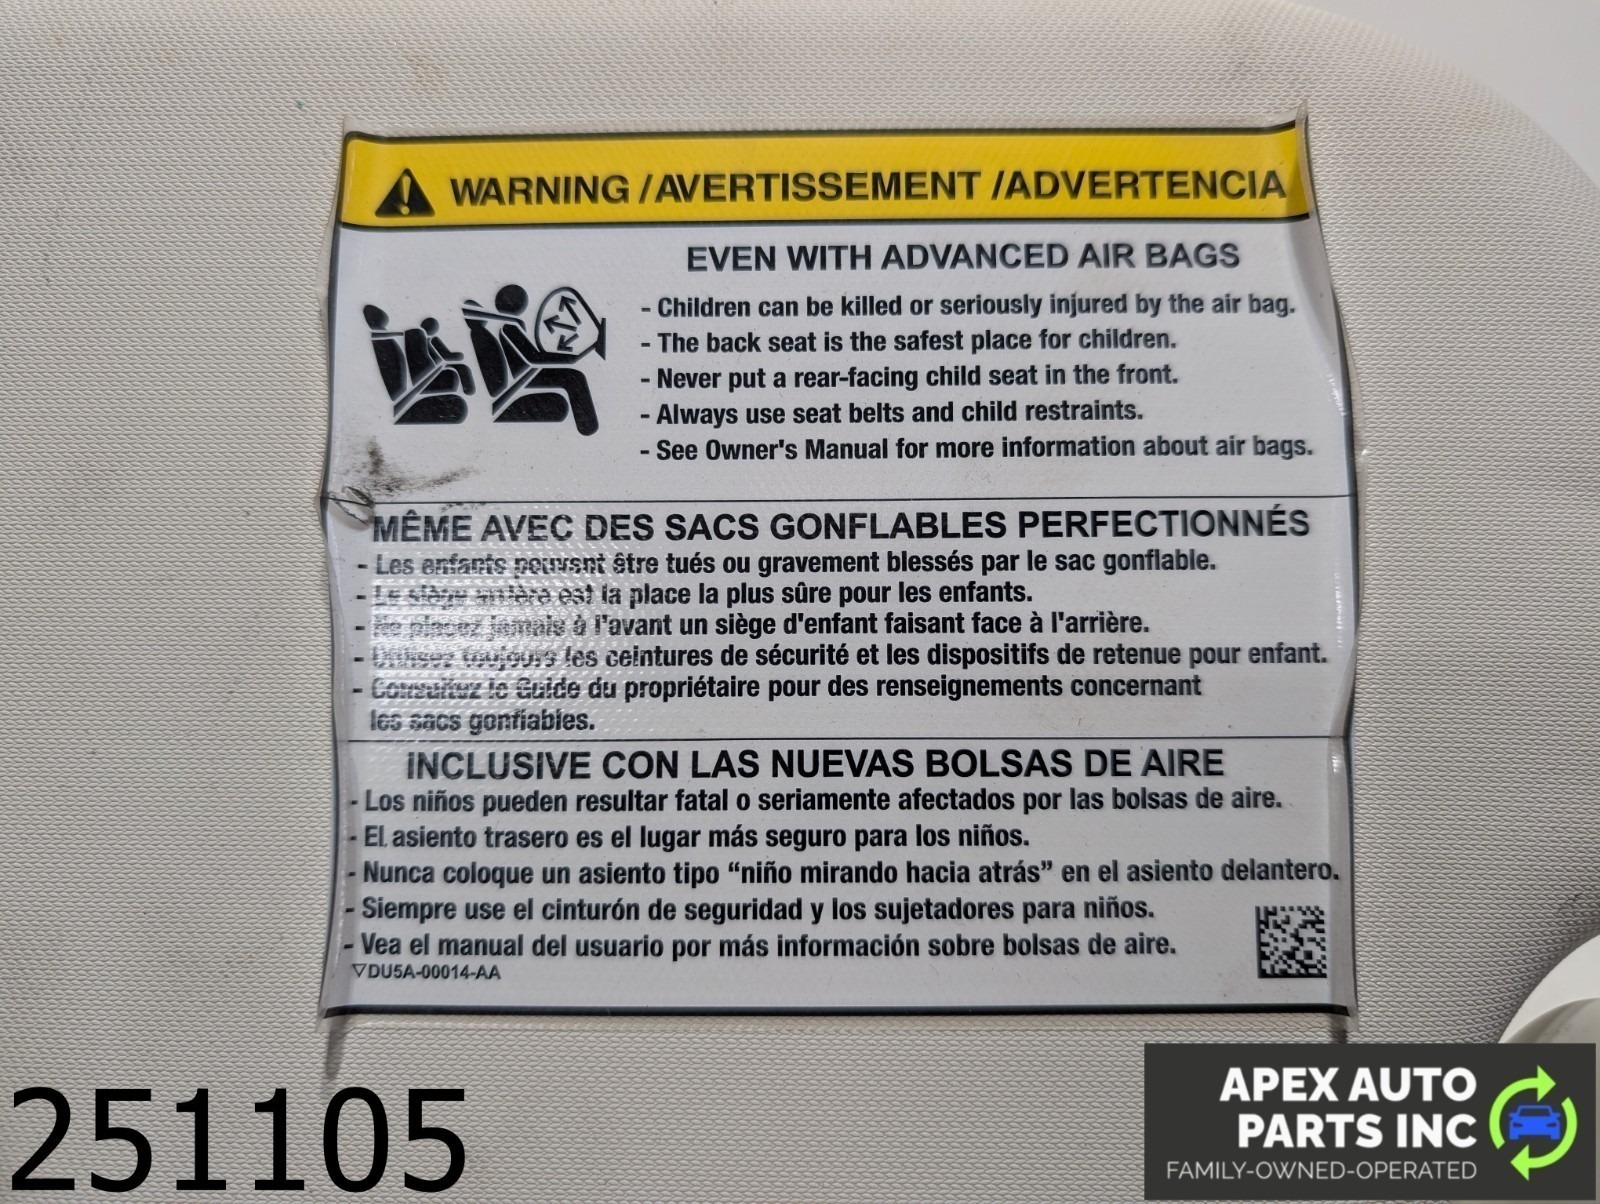 WARNING /AVERTISSEMENT /ADVERTENCIA
EVEN WITH ADVANCED AIR BAGS
- Children can be killed or seriously injured by the air bag.
- The back seat is the safest place for children.
- Never put a rear-facing child seat in the front.
- Always use seat belts and child restraints.
- See Owner's Manual for more information about air bags.
MÊME AVEC DES SACS GONFLABLES PERFECTIONNÉS
- Les enfants peuvent être tués ou gravement blessés par le sac gonflable.
- Le siège arrière est la place la plus sûre pour les enfants.
- Ne placez jamais à l'avant un siège d'enfant faisant face à l'arrière.
- Utilisez toujours les ceintures de sécurité et les dispositifs de retenue pour enfant.
- Consultez le Guide du propriétaire pour des renseignements concernant
les sacs gonflables.
INCLUSIVE CON LAS NUEVAS BOLSAS DE AIRE
- Los niños pueden resultar fatal o seriamente afectados por las bolsas de aire.
- El asiento trasero es el lugar más seguro para los niños.
- Nunca coloque un asiento tipo “niño mirando hacia atrás” en el asiento delantero.
- Siempre use el cinturón de seguridad y los sujetadores para niños.
- Vea el manual del usuario por más información sobre bolsas de aire.
▽DU5A-00014-AA
251105
APEX AUTO
PARTS INC
FAMILY-OWNED-OPERATED